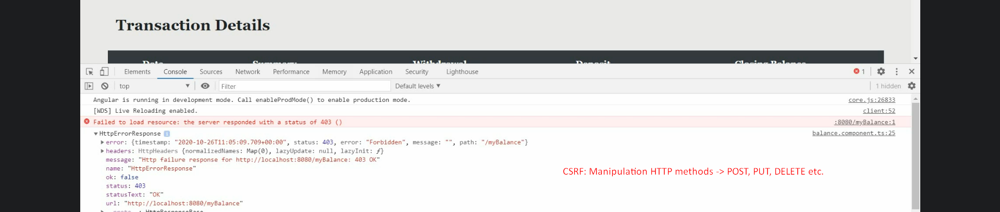 Transaction Details
Date Summary Withdrawal Deposit Closing Balance
Elements Console Sources Network Performance Memory Application Security Lighthouse 1
top Filter Default levels 1 hidden
Angular is running in development mode. Call enableProdMode() to enable production mode. core.js:26833
[WDS] Live Reloading enabled. client:52
Failed to load resource: the server responded with a status of 403 () :8080/myBalance:1
HttpErrorResponse balance.component.ts:25
error: {timestamp: "2020-10-26T11:05:09.709+00:00", status: 403, error: "Forbidden", message: "", path: "/myBalance"}
headers: HttpHeaders {normalizedNames: Map(0), lazyUpdate: null, lazyInit: ƒ}
message: "Http failure response for http://localhost:8080/myBalance: 403 OK"
name: "HttpErrorResponse"
CSRF: Manipulation HTTP methods -> POST, PUT, DELETE etc.
ok: false
status: 403
statusText: "OK"
url: "http://localhost:8080/myBalance"
__proto__: HttpResponseBase